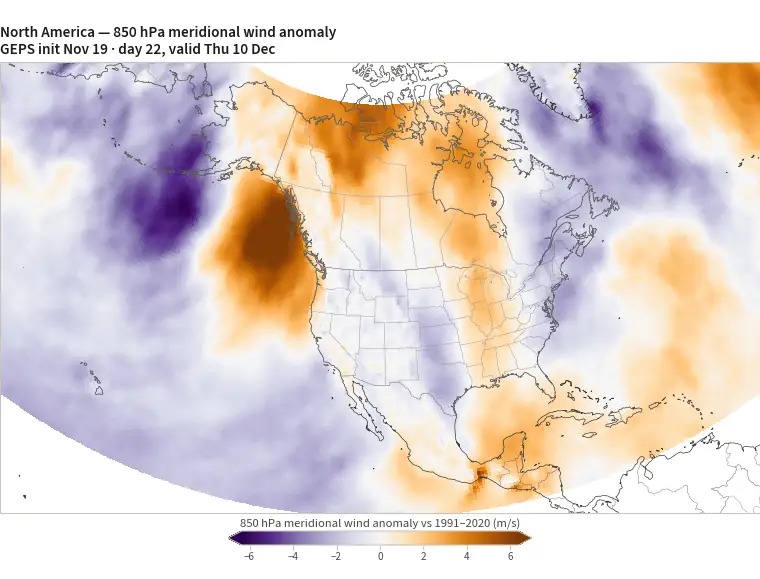 North America — 850 hPa meridional wind anomaly
GEPS init Nov 19 · day 22, valid Thu 10 Dec
850 hPa meridional wind anomaly vs 1991–2020 (m/s)
−6 −4 −2 0 2 4 6